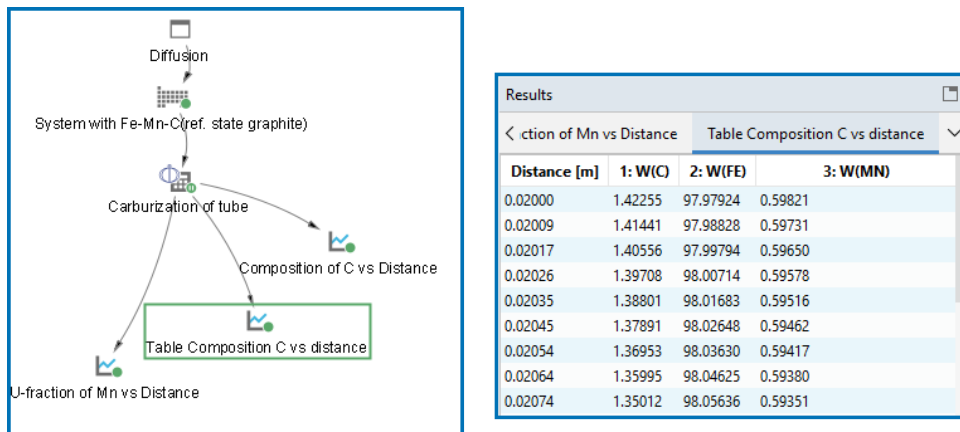 Diffusion
System with Fe-Mn-C(ref. state graphite)
Carburization of tube
Composition of C vs Distance
Table Composition C vs distance
U-fraction of Mn vs Distance
Results
ction of Mn vs Distance Table Composition C vs distance
Distance [m] 1: W(C) 2: W(FE) 3: W(MN)
0.02000 1.42255 97.97924 0.59821
0.02009 1.41441 97.98828 0.59731
0.02017 1.40556 97.99794 0.59650
0.02026 1.39708 98.00714 0.59578
0.02035 1.38801 98.01683 0.59516
0.02045 1.37891 98.02648 0.59462
0.02054 1.36953 98.03630 0.59417
0.02064 1.35995 98.04625 0.59380
0.02074 1.35012 98.05636 0.59351